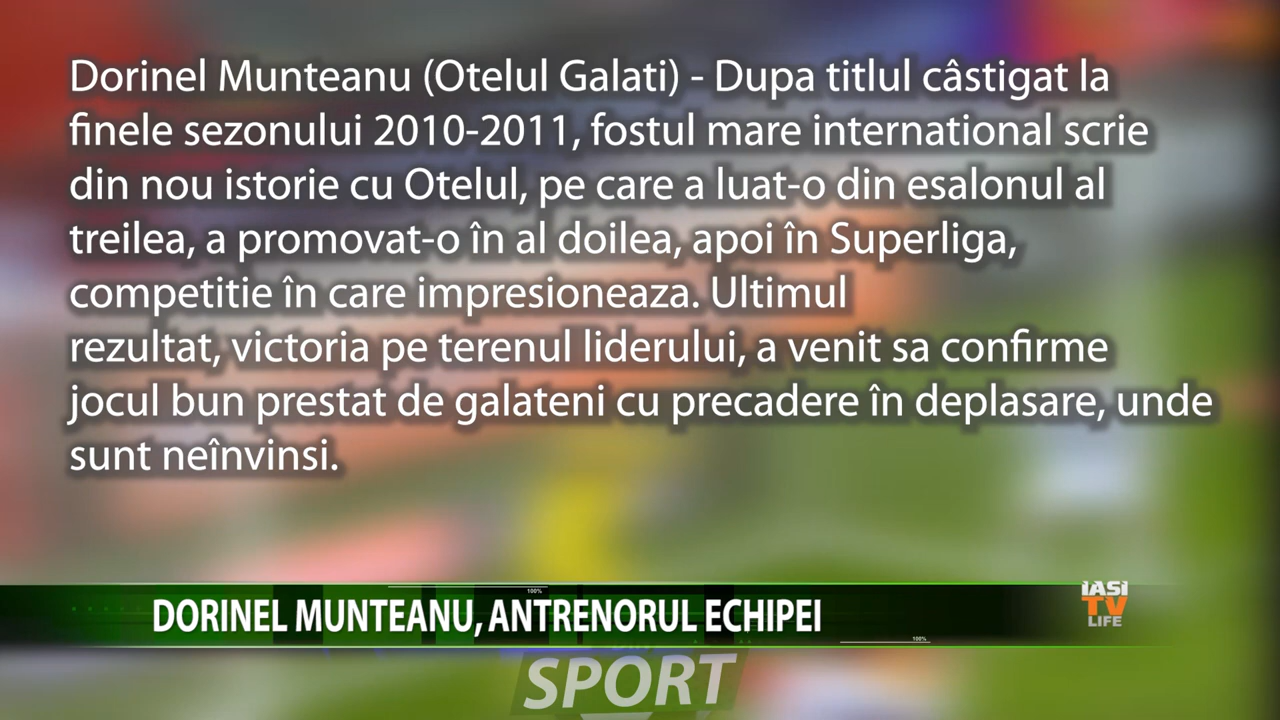 Dorinel Munteanu (Otelul Galati) - Dupa titlul câstigat la
finele sezonului 2010-2011, fostul mare international scrie
din nou istorie cu Otelul, pe care a luat-o din esalonul al
treilea, a promovat-o în al doilea, apoi în Superliga,
competitie în care impresioneaza. Ultimul
rezultat, victoria pe terenul liderului, a venit sa confirme
jocul bun prestat de galateni cu precadere în deplasare, unde
sunt neînvinsi.
100%
DORINEL MUNTEANU, ANTRENORUL ECHIPEI
100%
IASI
TV
LIFE
SPORT